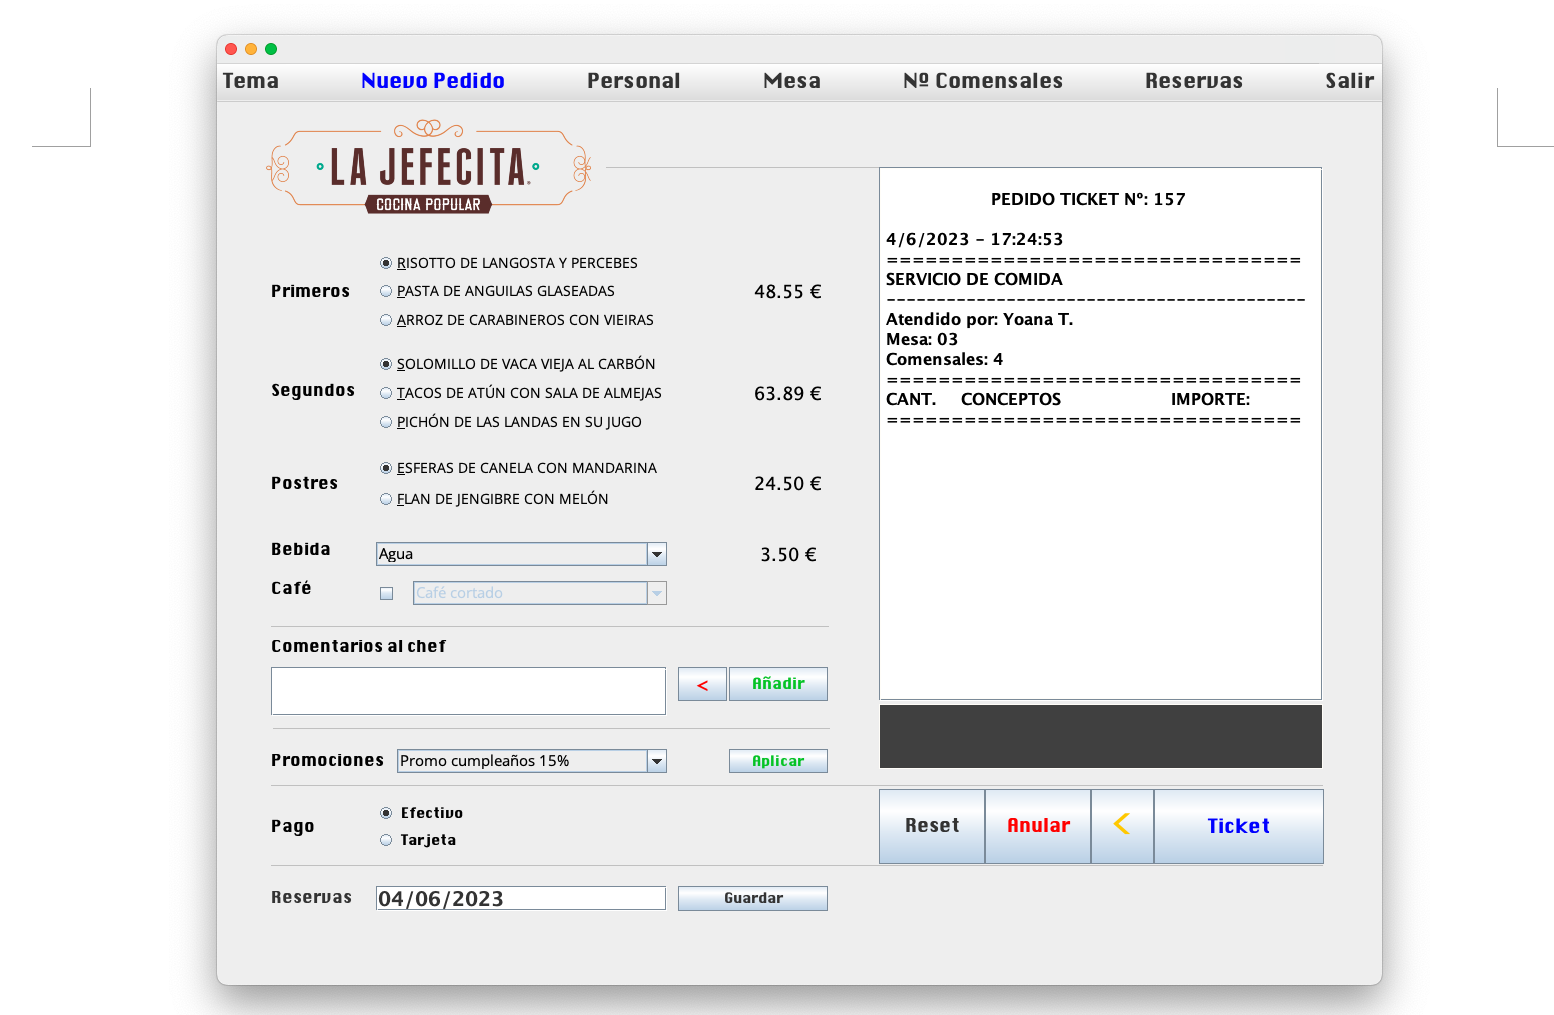 Tema Nuevo Pedido Personal Mesa Nº Comensales Reservas Salir
LA JEFECITA
COCINA POPULAR
Primeros
RISOTTO DE LANGOSTA Y PERCEBES
PASTA DE ANGUILAS GLASEADAS
ARROZ DE CARABINEROS CON VIEIRAS
48.55 €
Segundos
SOLOMILLO DE VACA VIEJA AL CARBÓN
TACOS DE ATÚN CON SALA DE ALMEJAS
PICHÓN DE LAS LANDAS EN SU JUGO
63.89 €
Postres
ESFERAS DE CANELA CON MANDARINA
FLAN DE JENGIBRE CON MELÓN
24.50 €
Bebida Agua 3.50 €
Café Café cortado
Comentarios al chef
< Añadir
Promociones Promo cumpleaños 15% Aplicar
Pago
Efectivo
Tarjeta
Reservas 04/06/2023 Guardar
PEDIDO TICKET Nº: 157
4/6/2023 - 17:24:53
================================
SERVICIO DE COMIDA
------------------------------------------
Atendido por: Yoana T.
Mesa: 03
Comensales: 4
================================
CANT. CONCEPTOS IMPORTE:
================================
Reset Anular < Ticket